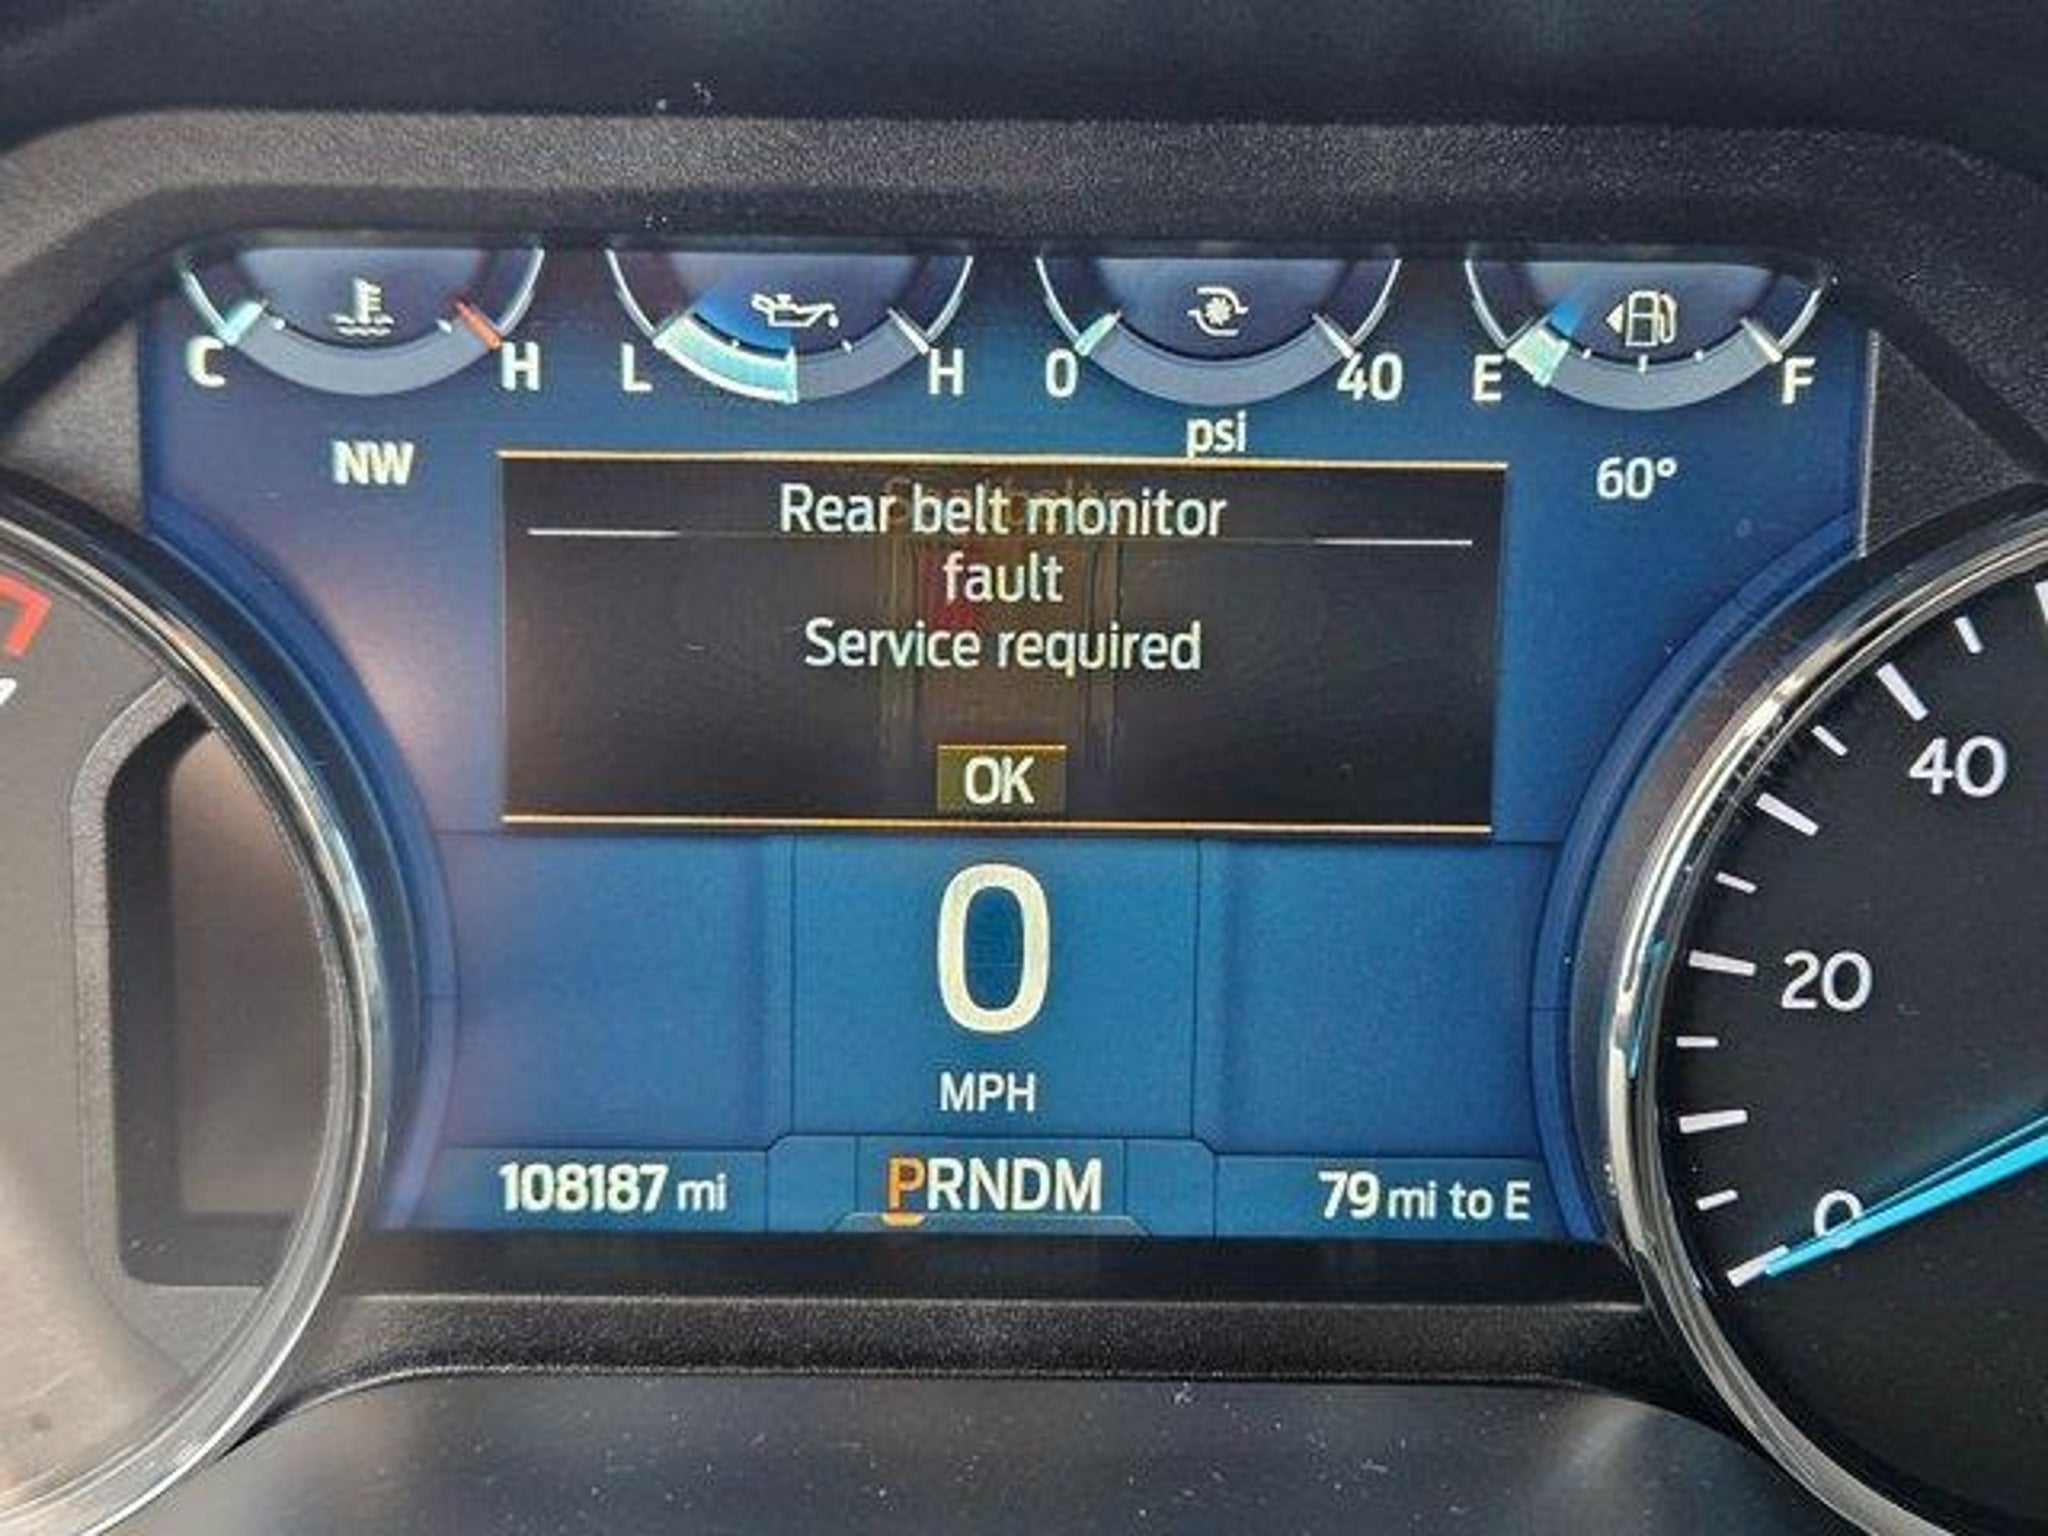 C H L H 0 40 E F
psi
NW 60°
Rear belt monitor
fault
Service required
OK
0
MPH
108187 mi PRNDM 79 mi to E
40
20
0